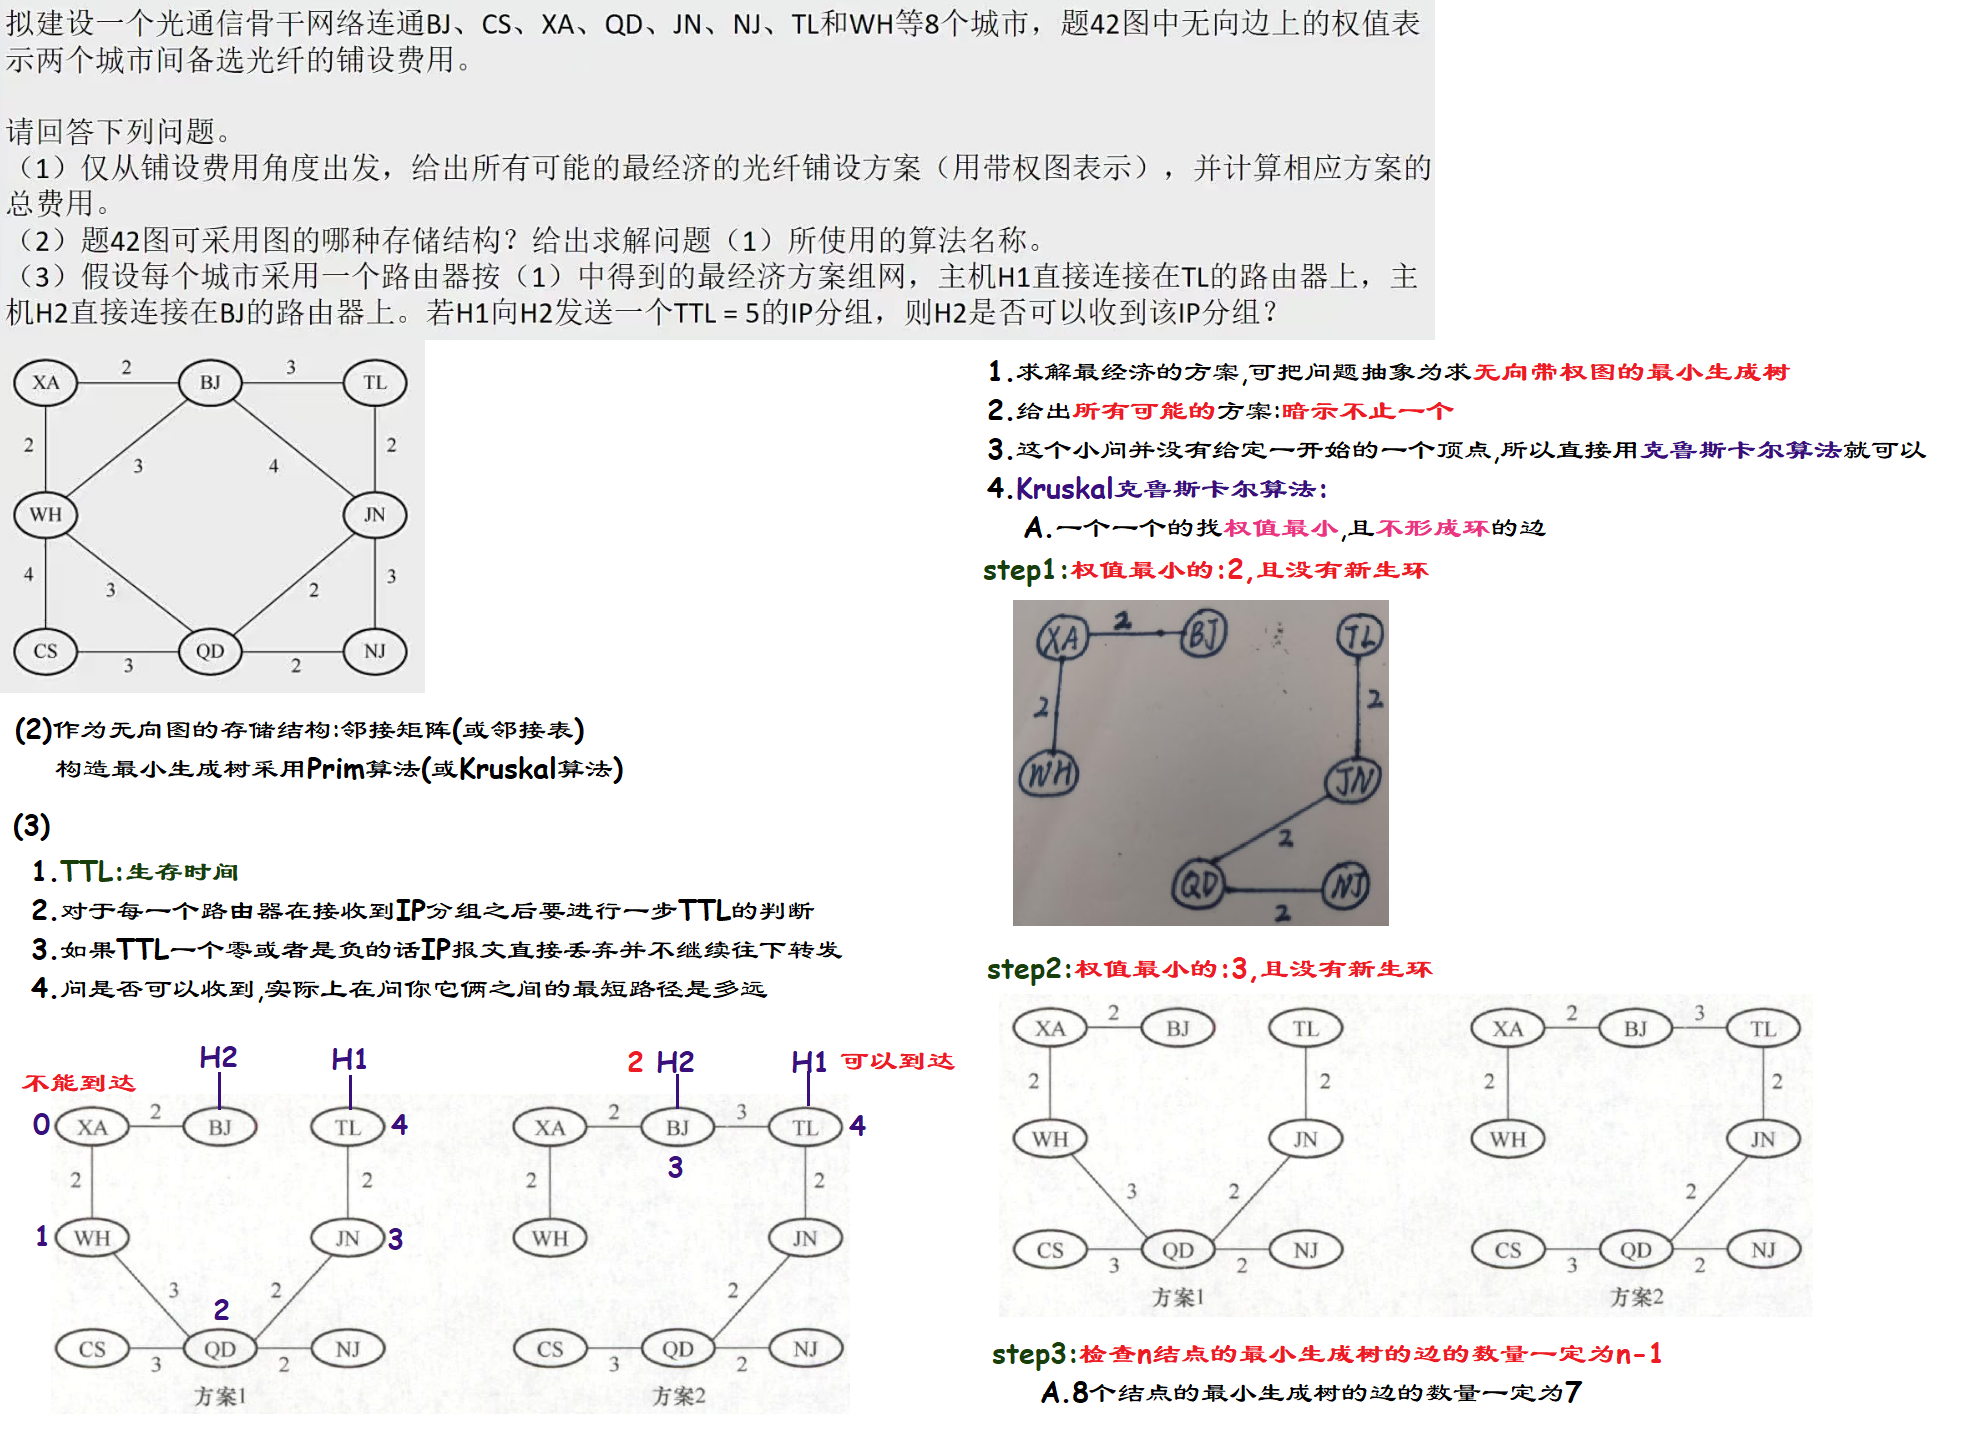 拟建设一个光通信骨干网络连通BJ、CS、XA、QD、JN、NJ、TL和WH等8个城市，题42图中无向边上的权值表
示两个城市间备选光纤的铺设费用。
请回答下列问题。
（1）仅从铺设费用角度出发，给出所有可能的最经济的光纤铺设方案（用带权图表示），并计算相应方案的
总费用。
（2）题42图可采用图的哪种存储结构？给出求解问题（1）所使用的算法名称。
（3）假设每个城市采用一个路由器按（1）中得到的最经济方案组网，主机H1直接连接在TL的路由器上，主
机H2直接连接在BJ的路由器上。若H1向H2发送一个TTL = 5的IP分组，则H2是否可以收到该IP分组？
XA 2 BJ 3 TL
2 3 4 2
WH JN
4 3 2 3
CS 3 QD 2 NJ
(2)作为无向图的存储结构:邻接矩阵(或邻接表)
构造最小生成树采用Prim算法(或Kruskal算法)
(3)
1.TTL:生存时间
2.对于每一个路由器在接收到IP分组之后要进行一步TTL的判断
3.如果TTL一个零或者是负的话IP报文直接丢弃并不继续往下转发
4.问是否可以收到,实际上在问你它俩之间的最短路径是多远
不能到达 H2 H1
0 XA 2 BJ TL 4
2 2
1 WH JN 3
3 2 2
CS 3 QD 2 NJ
方案1
2 H2 H1 可以到达
XA 2 BJ 3 TL 4
3
2 2
WH JN
2
CS 3 QD 2 NJ
方案2
1.求解最经济的方案,可把问题抽象为求无向带权图的最小生成树
2.给出所有可能的方案:暗示不止一个
3.这个小问并没有给定一开始的一个顶点,所以直接用克鲁斯卡尔算法就可以
4.Kruskal克鲁斯卡尔算法:
A.一个一个的找权值最小,且不形成环的边
step1:权值最小的:2,且没有新生环
XA 2 BJ TL
2 2
WH JN
2
QD 2 NJ
step2:权值最小的:3,且没有新生环
XA 2 BJ TL
2 2
WH JN
3 2
CS 3 QD 2 NJ
方案1
XA 2 BJ 3 TL
2 2
WH JN
2
CS 3 QD 2 NJ
方案2
step3:检查n结点的最小生成树的边的数量一定为n-1
A.8个结点的最小生成树的边的数量一定为7